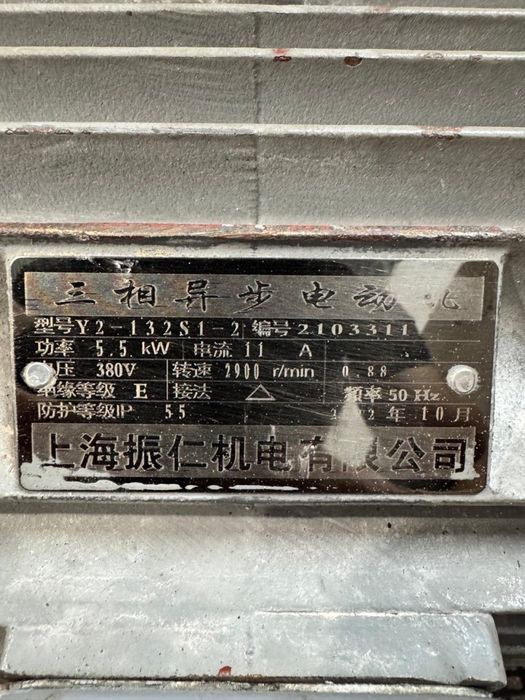 三相异步电动机
型号Y2-132S1-2 编号2103311
功率 5.5 kW 电流 11 A
压 380V 转速 2900 r/min 0.88
绝缘等级 E 接法 △ 频率 50 Hz
防护等级IP 55 2年10月
上海振仁机电有限公司